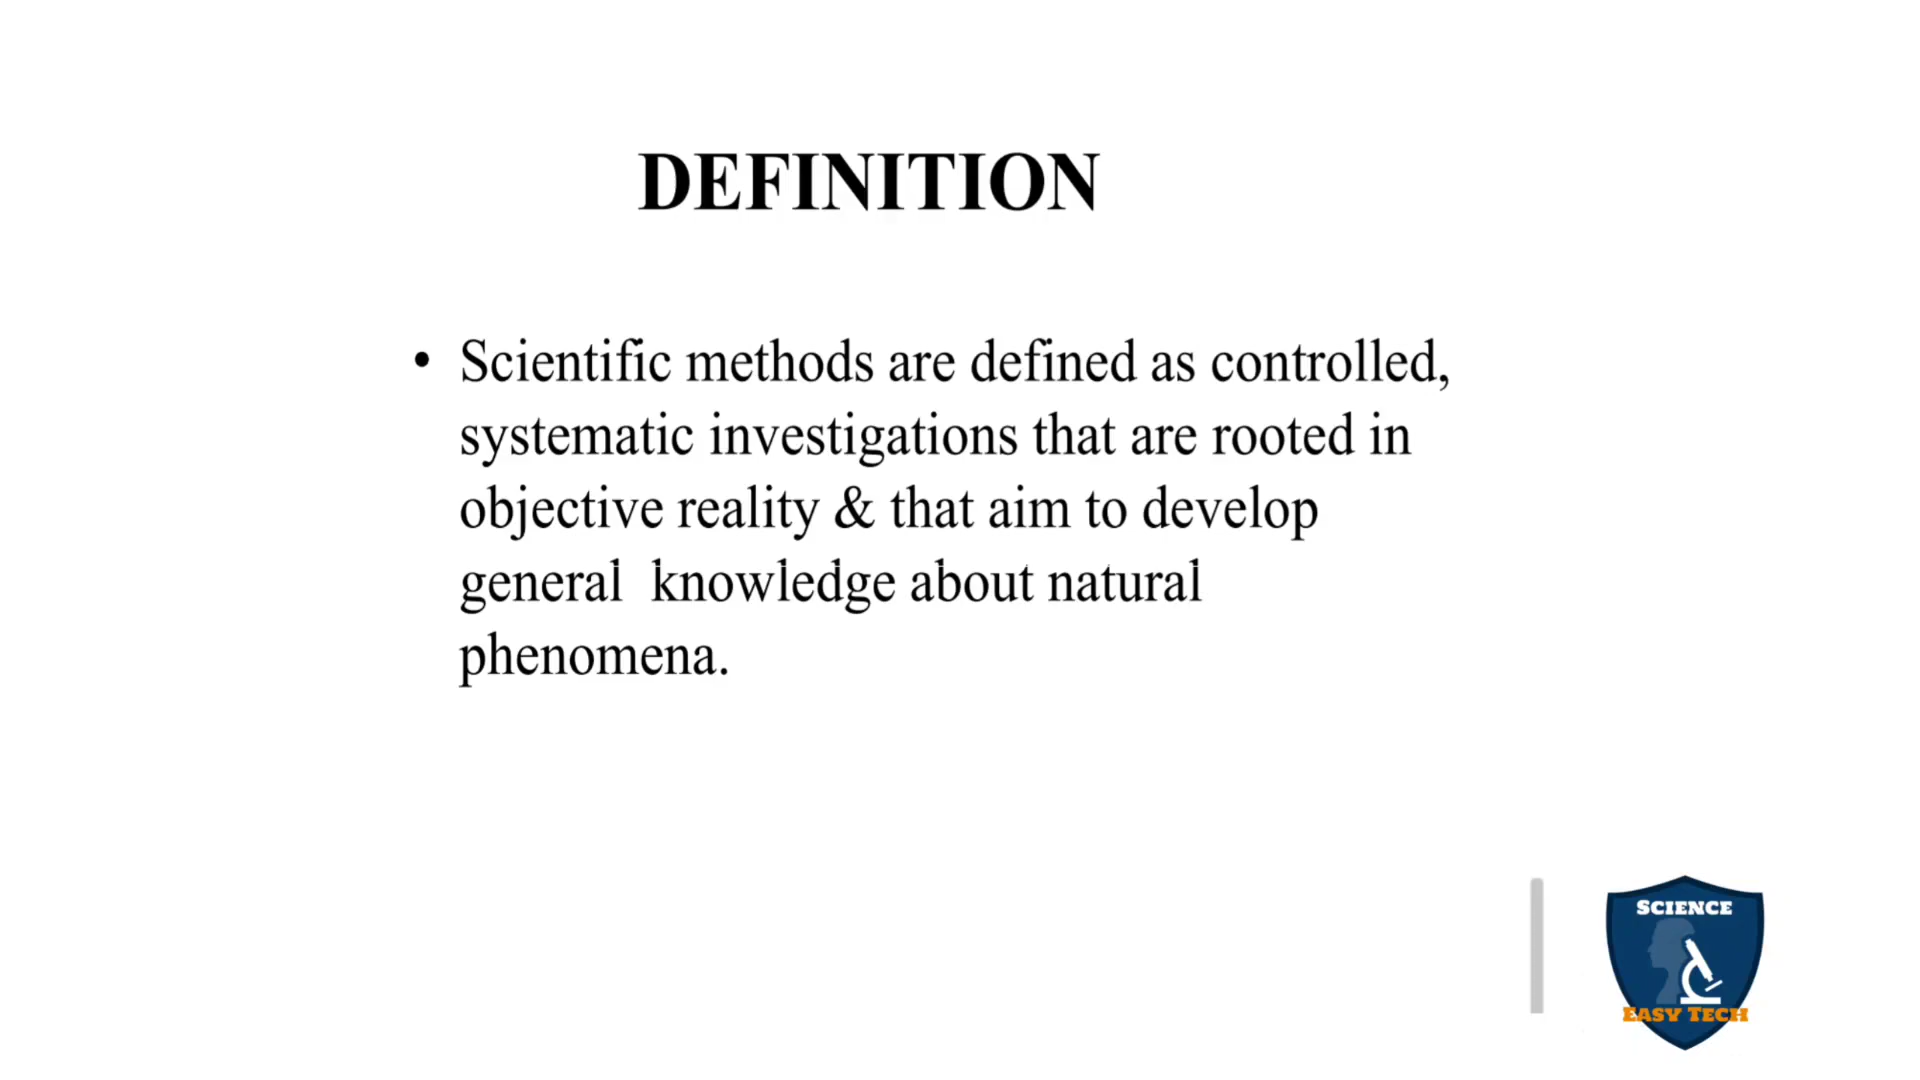 DEFINITION
• Scientific methods are defined as controlled,
systematic investigations that are rooted in
objective reality & that aim to develop
general  knowledge about natural
phenomena.
SCIENCE
EASY TECH